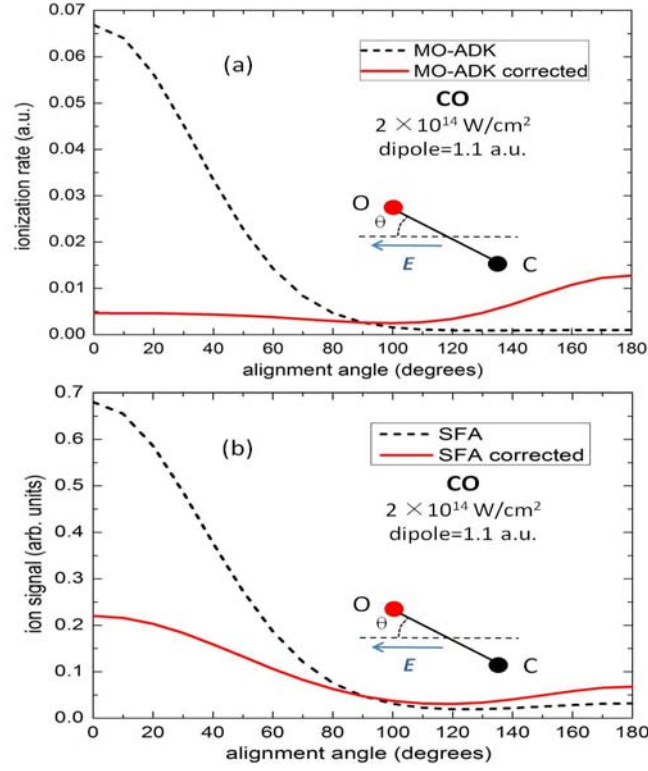 0.07
0.06
0.05
0.04
0.03
0.02
0.01
0.00
ionization rate (a.u.)
(a)
MO-ADK
MO-ADK corrected
CO
2 × 10¹⁴ W/cm²
dipole=1.1 a.u.
O
θ
E
C
0 20 40 60 80 100 120 140 160 180
alignment angle (degrees)
0.7
0.6
0.5
0.4
0.3
0.2
0.1
0.0
ion signal (arb. units)
(b)
SFA
SFA corrected
CO
2 × 10¹⁴ W/cm²
dipole=1.1 a.u.
O
θ
E
C
0 20 40 60 80 100 120 140 160 180
alignment angle (degrees)